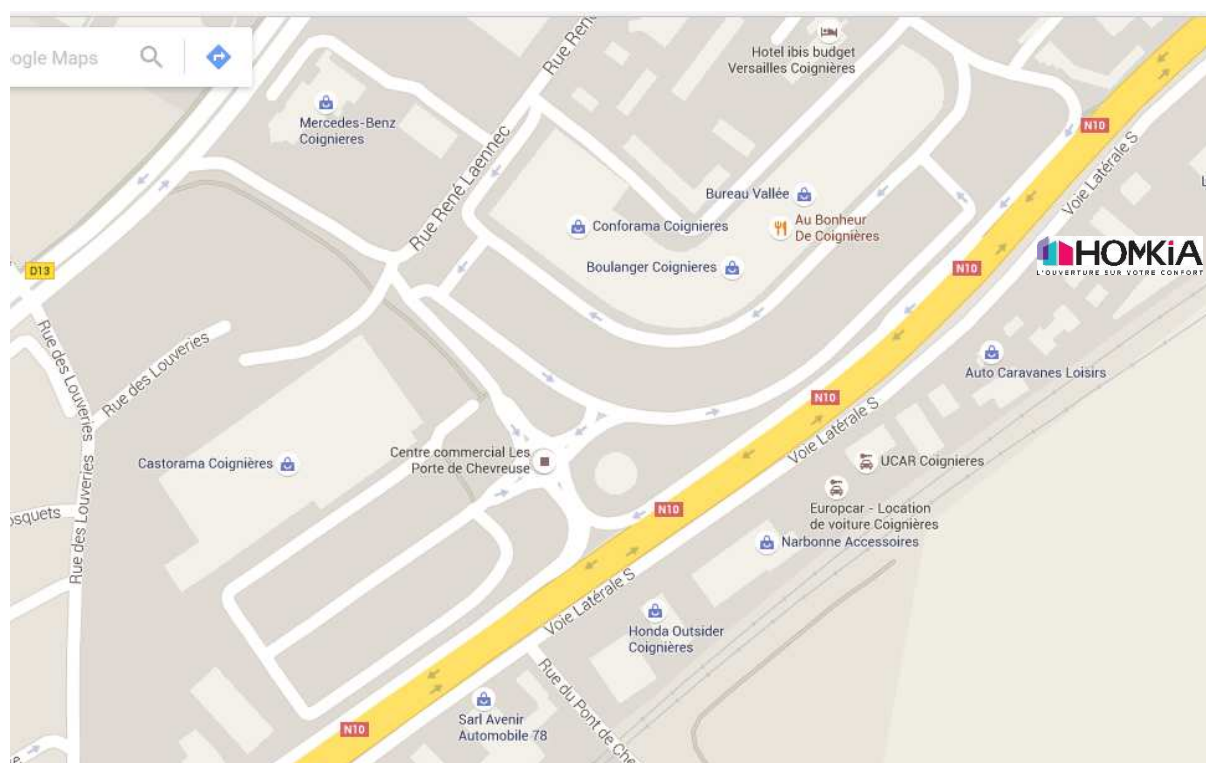 oogle Maps
Hotel ibis budget
Versailles Coignières
Rue René
Mercedes-Benz
Coignieres
N10
Rue René Laennec
Voie Latérale S
Bureau Vallée
Conforama Coignieres
Au Bonheur
De Coignières
HOMKiA
L'OUVERTURE SUR VOTRE CONFORT
Boulanger Coignieres
N10
D13
Rue des Louveries
Rue des Louveries
Auto Caravanes Loisirs
N10
Voie Latérale S
Centre commercial Les
Porte de Chevreuse
Castorama Coignières
UCAR Coignieres
Rue des Louveries
N10
Europcar - Location
de voiture Coignières
osquets
Narbonne Accessoires
Voie Latérale S
Honda Outsider
Coignières
Rue du Pont de Che
Sarl Avenir
Automobile 78
N10